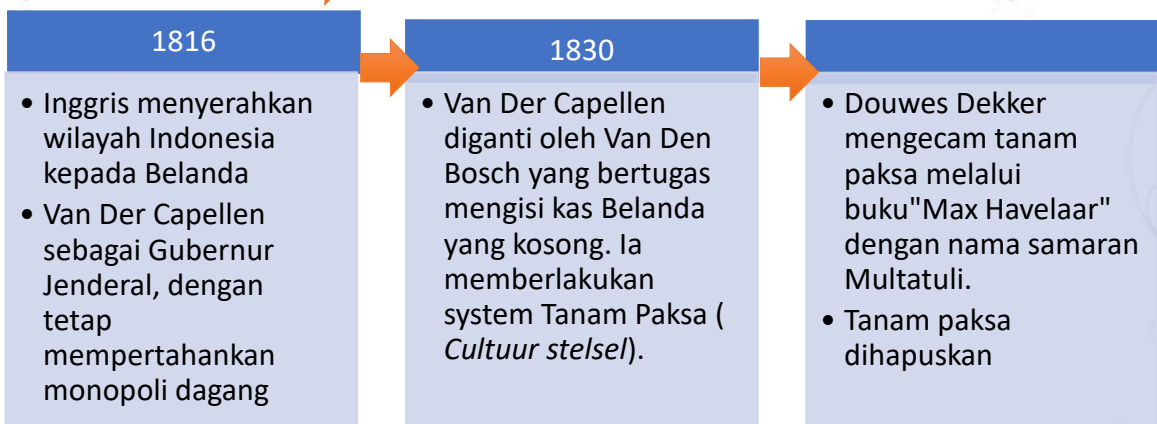 1816
• Inggris menyerahkan
wilayah Indonesia
kepada Belanda
• Van Der Capellen
sebagai Gubernur
Jenderal, dengan
tetap
mempertahankan
monopoli dagang
1830
• Van Der Capellen
diganti oleh Van Den
Bosch yang bertugas
mengisi kas Belanda
yang kosong. Ia
memberlakukan
system Tanam Paksa (
Cultuur stelsel).
• Douwes Dekker
mengecam tanam
paksa melalui
buku"Max Havelaar"
dengan nama samaran
Multatuli.
• Tanam paksa
dihapuskan